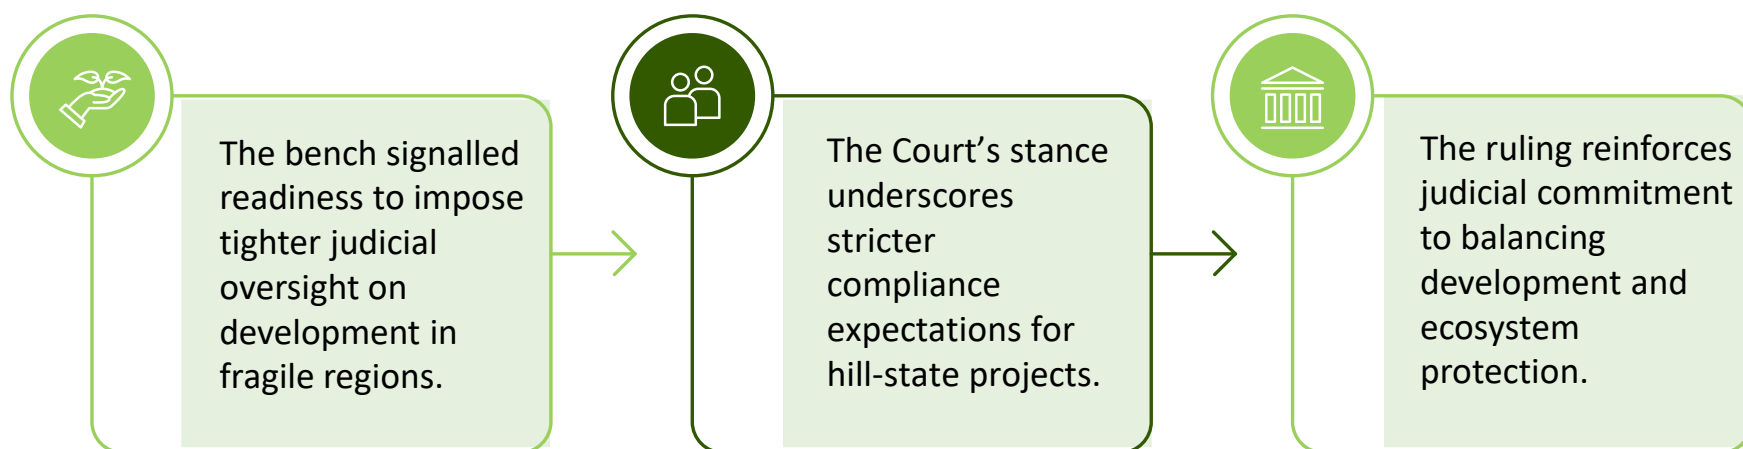 The bench signalled
readiness to impose
tighter judicial
oversight on
development in
fragile regions.
The Court’s stance
underscores
stricter
compliance
expectations for
hill-state projects.
The ruling reinforces
judicial commitment
to balancing
development and
ecosystem
protection.